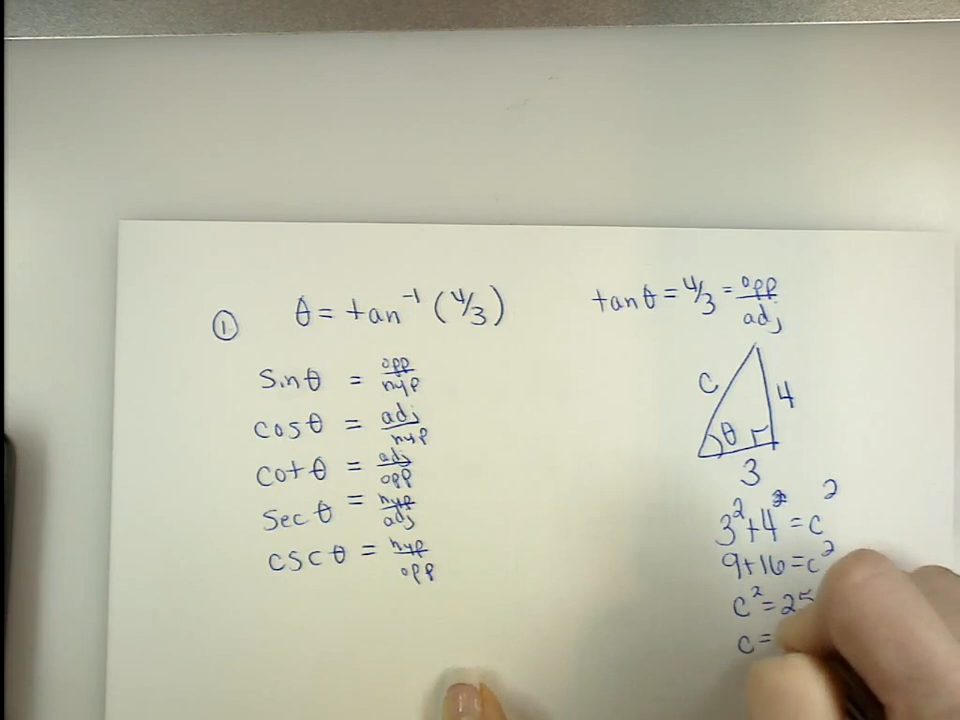 ① θ = tan⁻¹ (4/3)
sin θ = opp/hyp
cos θ = adj/hyp
cot θ = adj/opp
sec θ = hyp/adj
csc θ = hyp/opp
tan θ = 4/3 = opp/adj
c
4
θ
3
3² + 4² = c²
9 + 16 = c²
c² = 25
c =